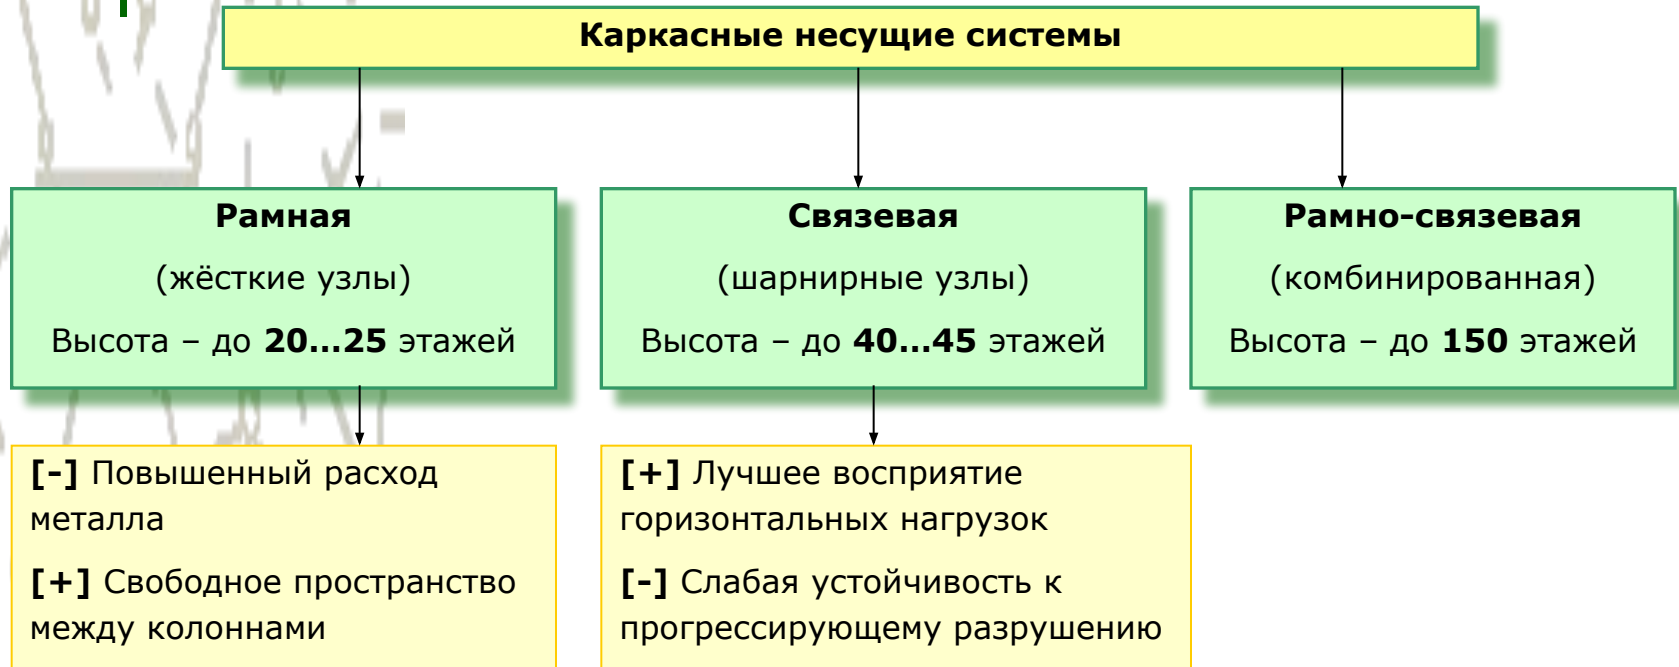 Каркасные несущие системы
Рамная
(жёсткие узлы)
Высота – до 20…25 этажей
Связевая
(шарнирные узлы)
Высота – до 40…45 этажей
Рамно-связевая
(комбинированная)
Высота – до 150 этажей
[-] Повышенный расход
металла
[+] Свободное пространство
между колоннами
[+] Лучшее восприятие
горизонтальных нагрузок
[-] Слабая устойчивость к
прогрессирующему разрушению